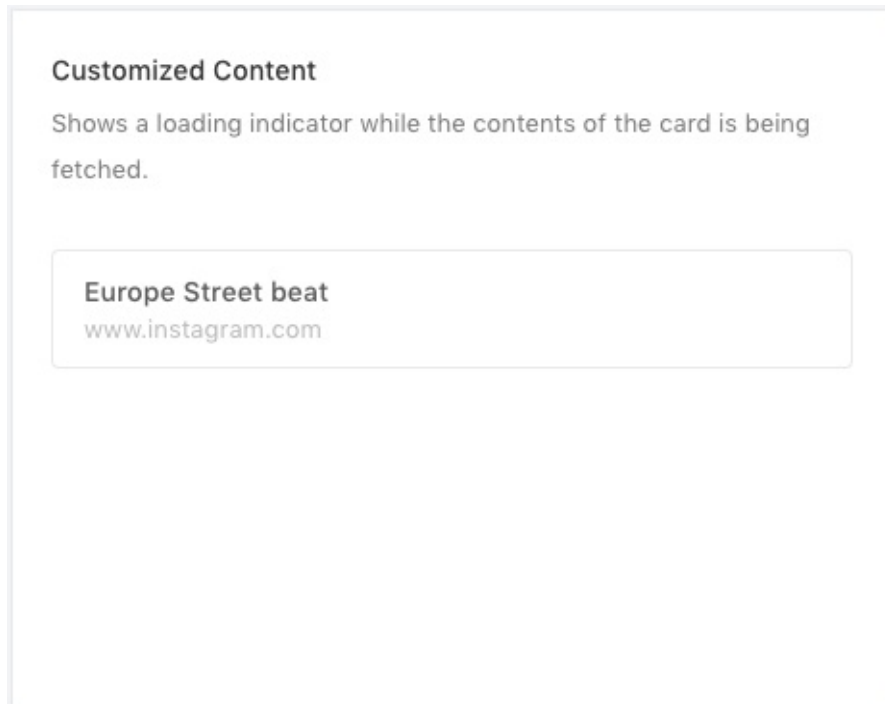 Customized Content
Shows a loading indicator while the contents of the card is being
fetched.
Europe Street beat
www.instagram.com